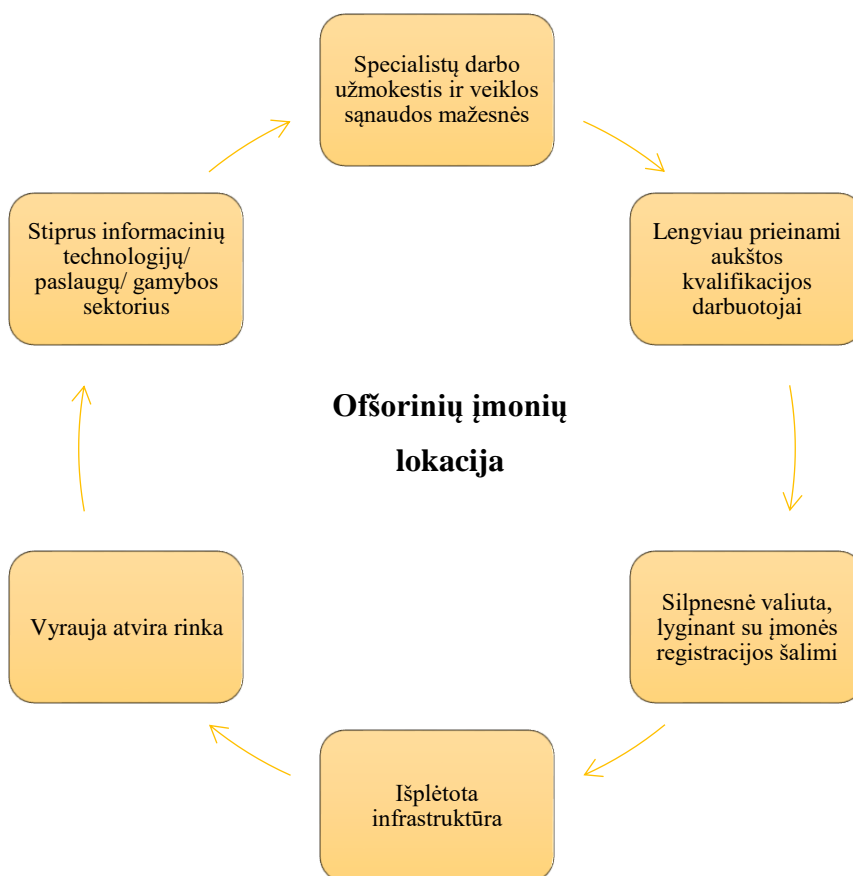 Specialistų darbo
užmokestis ir veiklos
sąnaudos mažesnės
Lengviau prieinami
aukštos
kvalifikacijos
darbuotojai
Silpnesnė valiuta,
lyginant su įmonės
registracijos šalimi
Išplėtota
infrastruktūra
Vyrauja atvira rinka
Stiprus informacinių
technologijų/
paslaugų/ gamybos
sektorius
Ofšorinių įmonių
lokacija